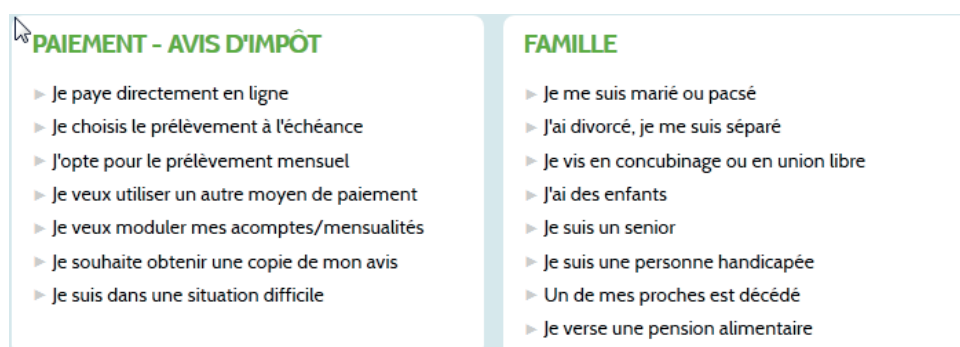 PAIEMENT - AVIS D'IMPÔT
Je paye directement en ligne
Je choisis le prélèvement à l'échéance
J'opte pour le prélèvement mensuel
Je veux utiliser un autre moyen de paiement
Je veux moduler mes acomptes/mensualités
Je souhaite obtenir une copie de mon avis
Je suis dans une situation difficile
FAMILLE
Je me suis marié ou pacsé
J'ai divorcé, je me suis séparé
Je vis en concubinage ou en union libre
J'ai des enfants
Je suis un senior
Je suis une personne handicapée
Un de mes proches est décédé
Je verse une pension alimentaire